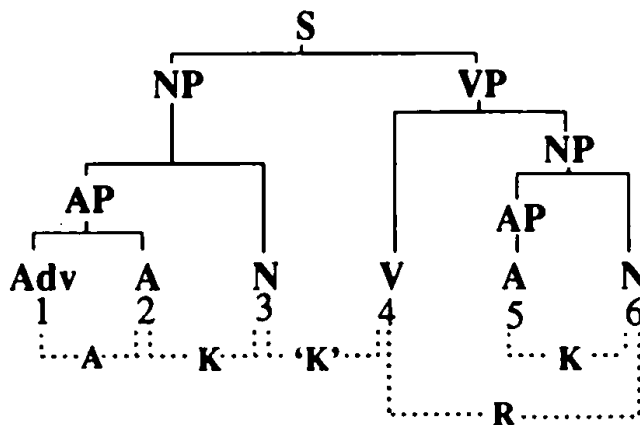 S
NP VP
NP
AP AP
Adv A N V A N
1 2 3 4 5 6
A K ‘K’ K
R